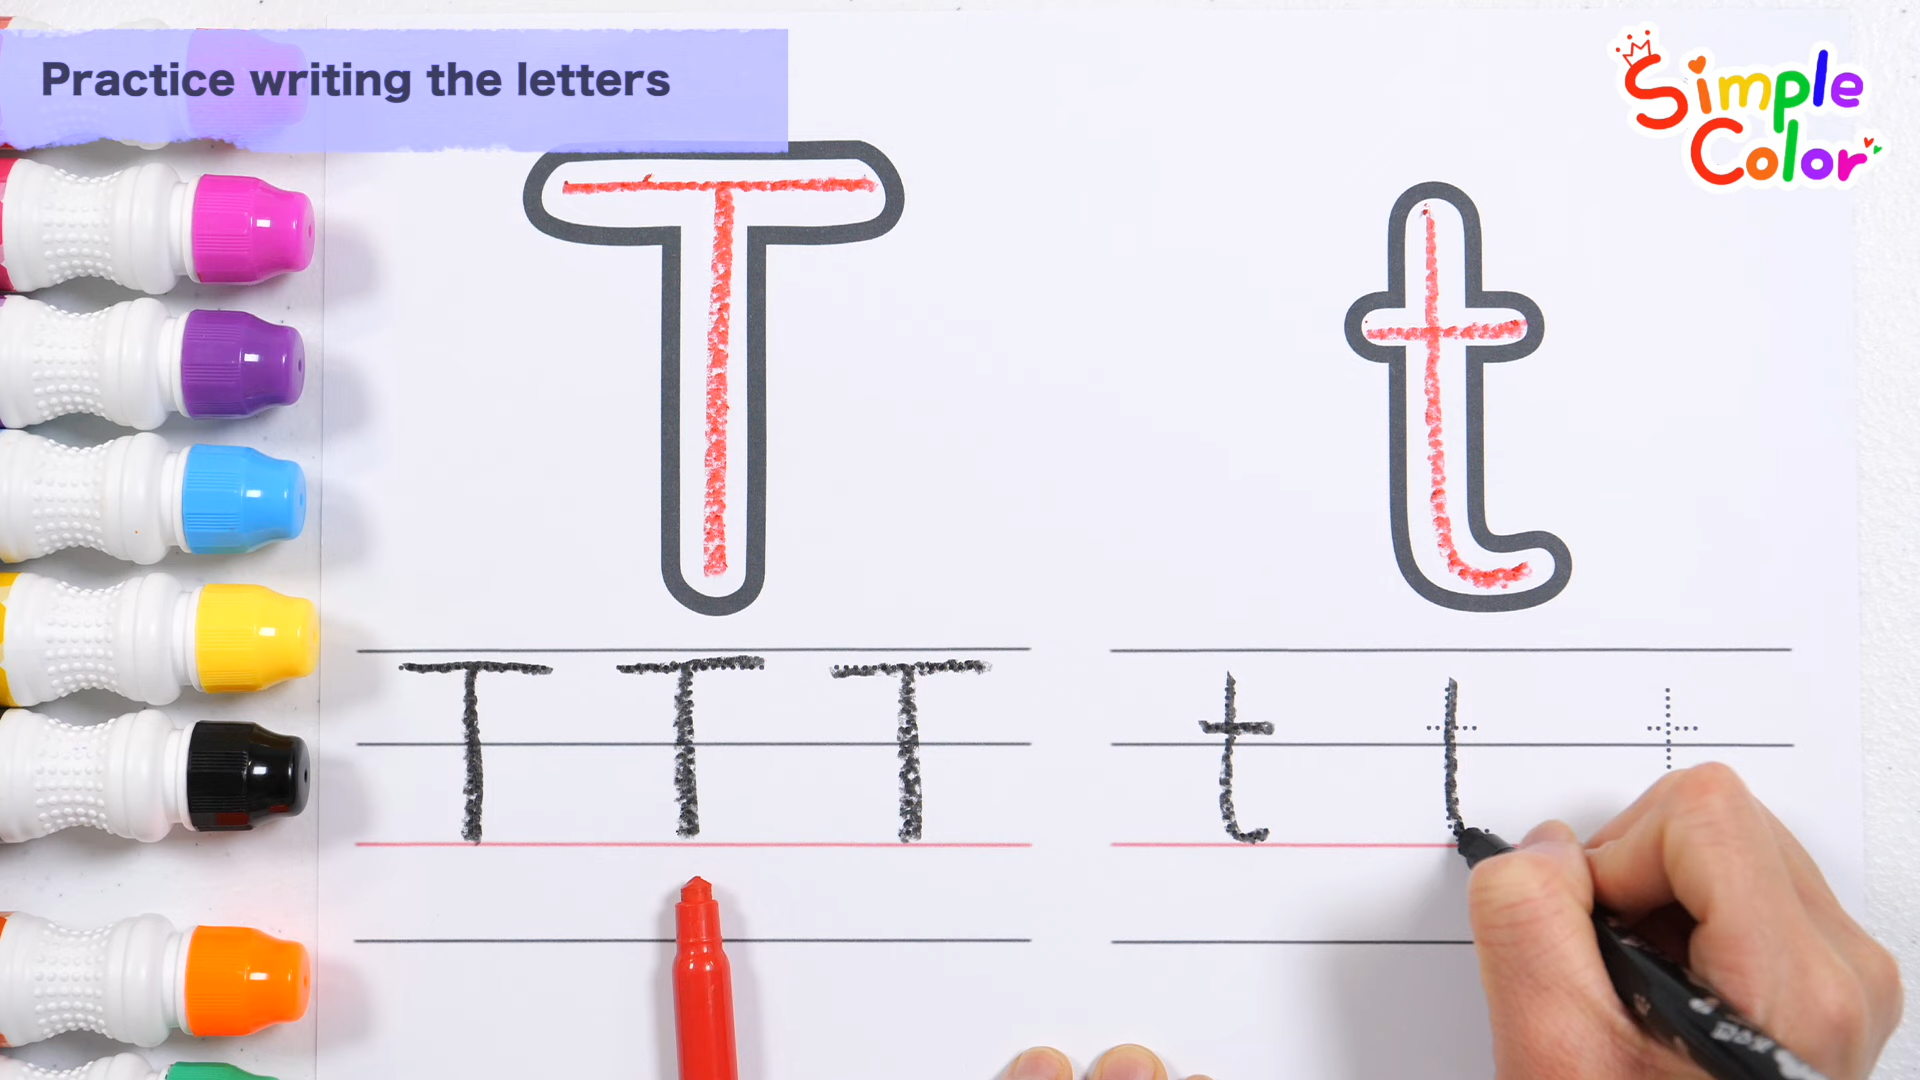 Practice writing the letters
Simple
Color
T t
T T T t t t